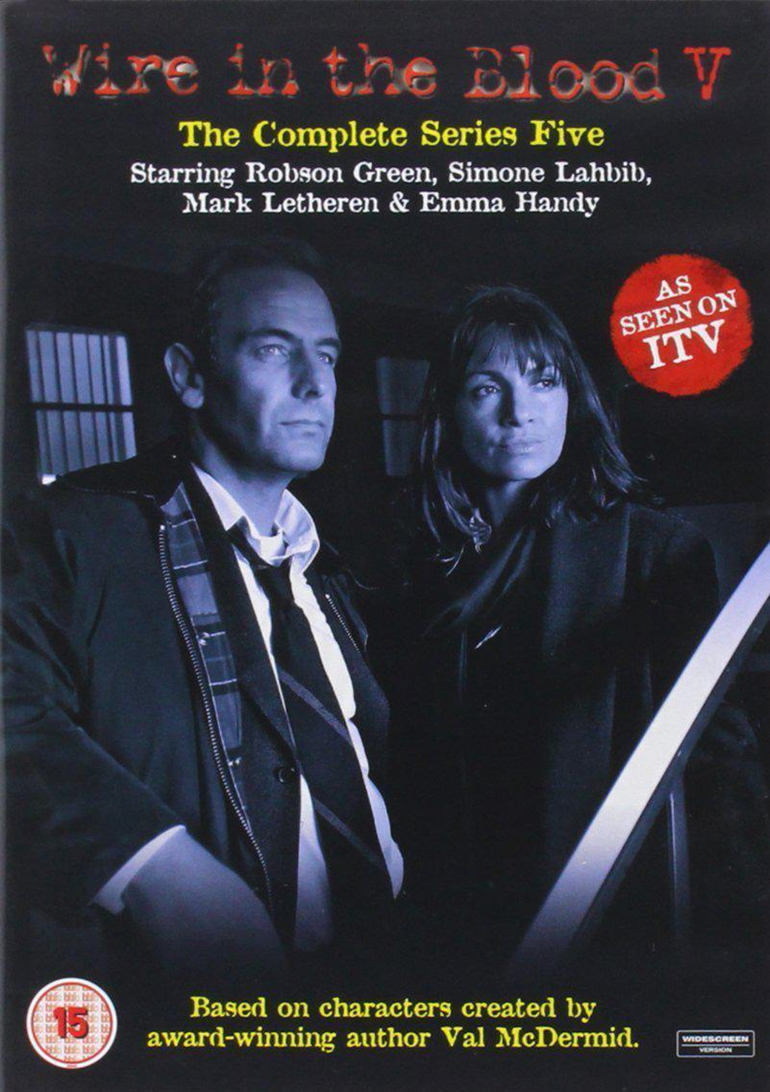 Wire in the Blood V
The Complete Series Five
Starring Robson Green, Simone Lahbib,
Mark Letheren & Emma Handy
AS
SEEN ON
ITV
15
Based on characters created by
award-winning author Val McDermid.
WIDESCREEN
VERSION